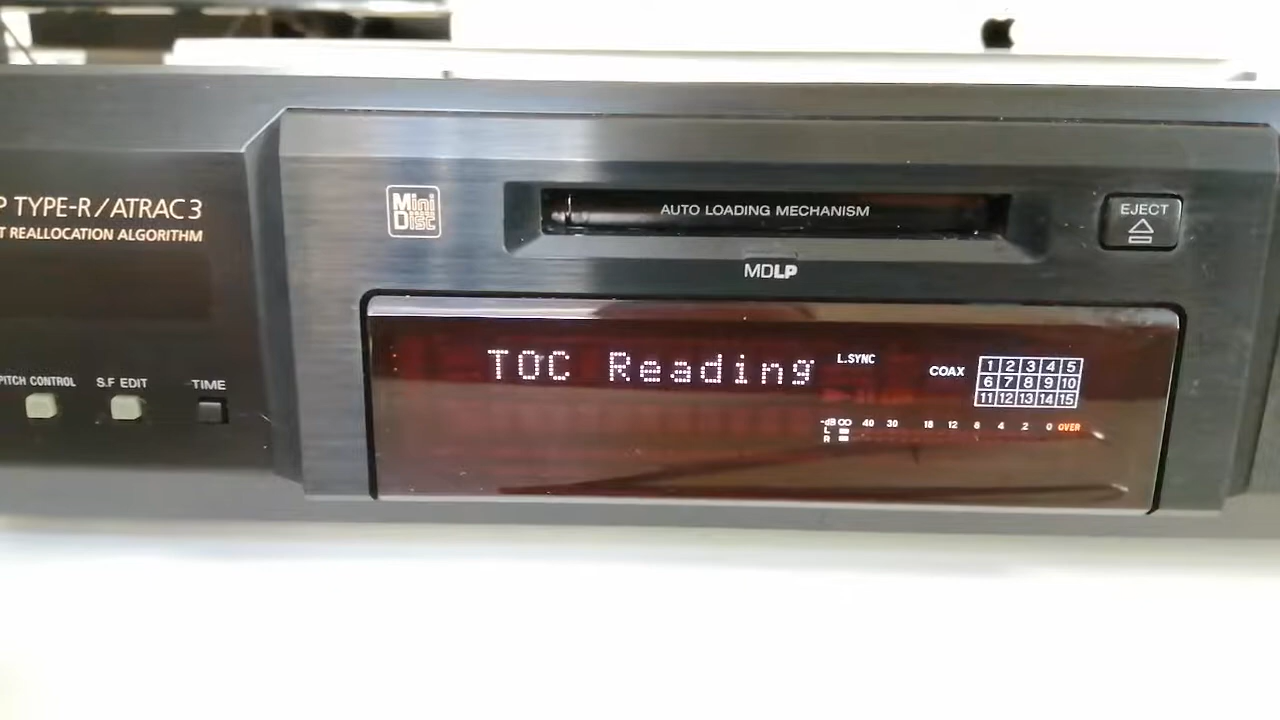 P TYPE-R/ATRAC3
T REALLOCATION ALGORITHM
Mini
Disc
AUTO LOADING MECHANISM
EJECT
MDLP
TOC Reading
L.SYNC
COAX
1 2 3 4 5
6 7 8 9 10
11 12 13 14 15
-dB ∞ 40 30 18 12 8 4 2 0 OVER
L
R
PITCH CONTROL
S.F EDIT
TIME